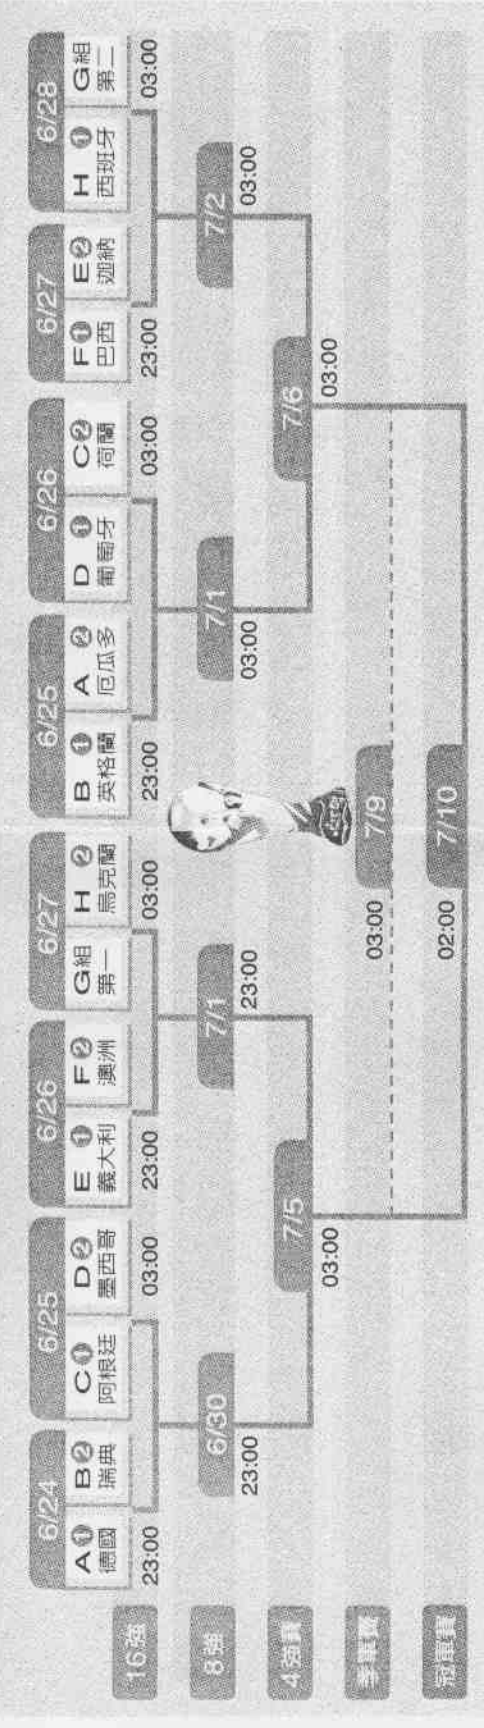 16強
6/24
A❶ B❷
德國 瑞典
23:00
6/25
C❶ D❷
阿根廷 墨西哥
03:00
6/26
E❶ F❷
義大利 澳洲
23:00
6/27
G組 H❷
第一 烏克蘭
03:00
6/25
B❶ A❷
英格蘭 厄瓜多
23:00
6/26
D❶ C❷
葡萄牙 荷蘭
03:00
6/27
F❶ E❷
巴西 迦納
23:00
6/28
H❶ G組
西班牙 第二
03:00
8強
6/30
23:00
7/1
23:00
7/1
03:00
7/2
03:00
4強賽
7/5
03:00
7/6
03:00
季軍賽
03:00
7/9
冠軍賽
02:00
7/10